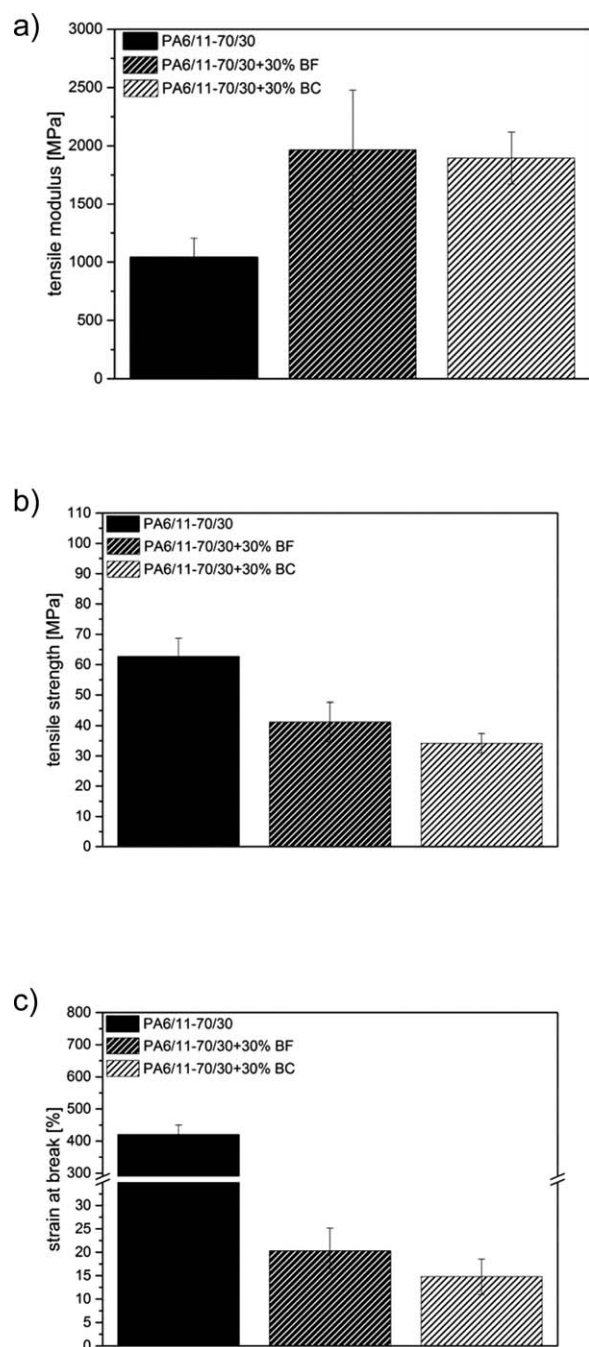 a)
3000
2500
2000
1500
1000
500
0
tensile modulus [MPa]
PA6/11-70/30
PA6/11-70/30+30% BF
PA6/11-70/30+30% BC
b)
110
100
90
80
70
60
50
40
30
20
10
0
tensile strength [MPa]
PA6/11-70/30
PA6/11-70/30+30% BF
PA6/11-70/30+30% BC
c)
800
700
600
500
400
300
30
25
20
15
10
5
0
strain at break [%]
PA6/11-70/30
PA6/11-70/30+30% BF
PA6/11-70/30+30% BC